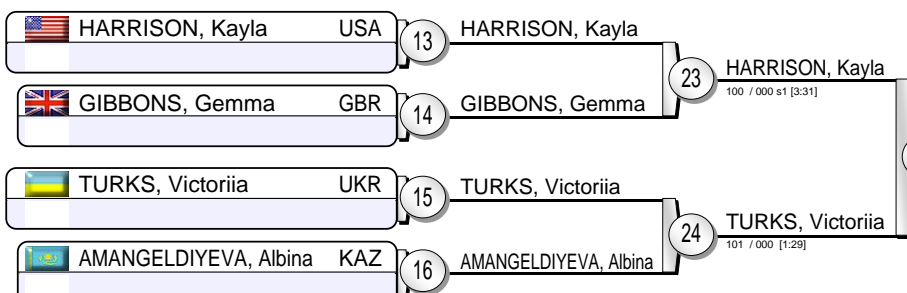 HARRISON, Kayla USA
13
HARRISON, Kayla
GIBBONS, Gemma GBR
14
GIBBONS, Gemma
23
HARRISON, Kayla
100 / 000 s1 [3:31]
TURKS, Victoriia UKR
15
TURKS, Victoriia
AMANGELDIYEVA, Albina KAZ
16
AMANGELDIYEVA, Albina
24
TURKS, Victoriia
101 / 000 [1:29]